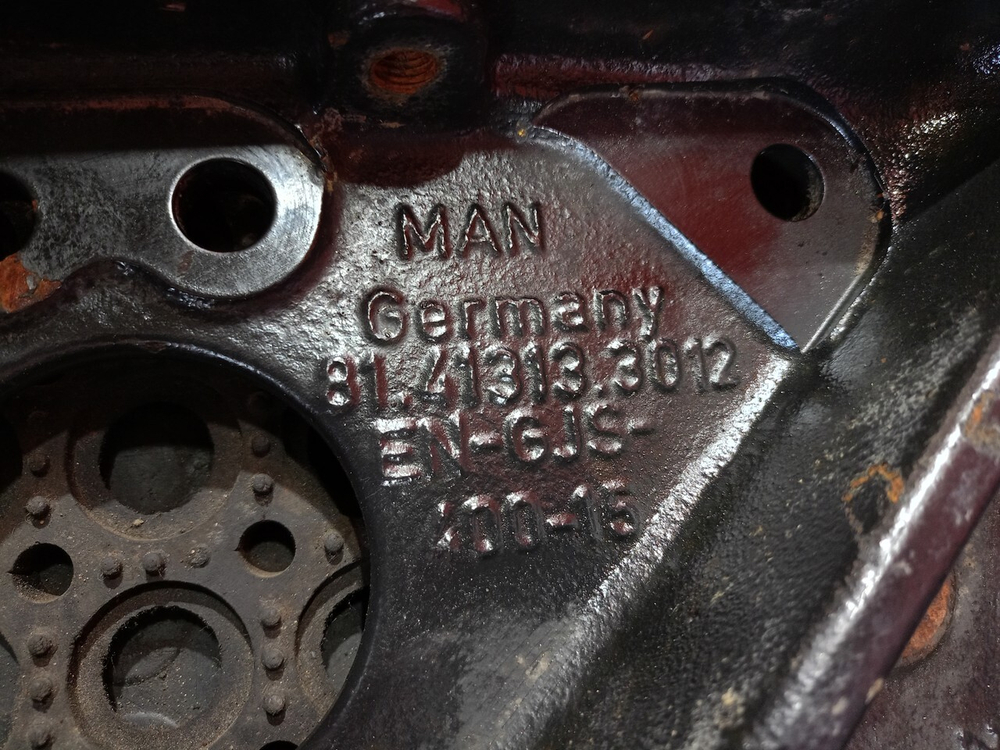 MAN
Germany
81.41313.3012
EN-GJS-
400-15